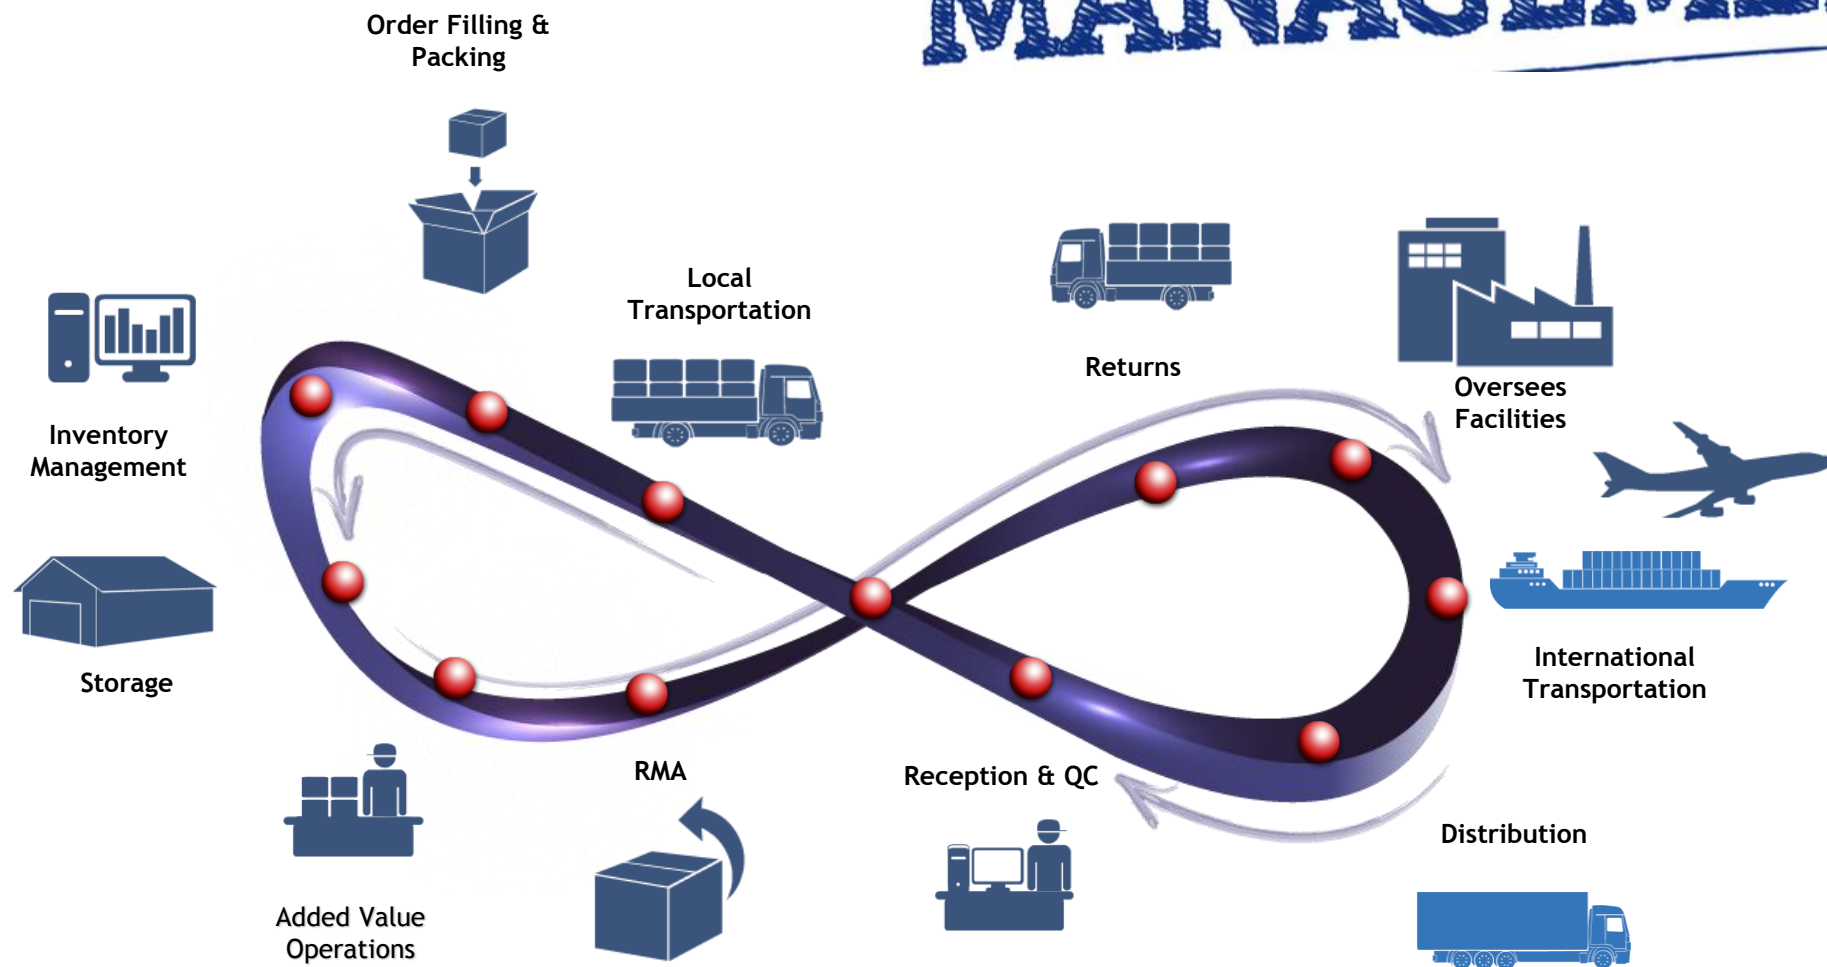 MANAGEME
Order Filling &
Packing
Local
Transportation
Returns
Oversees
Facilities
Inventory
Management
Storage
International
Transportation
RMA
Reception & QC
Distribution
Added Value
Operations